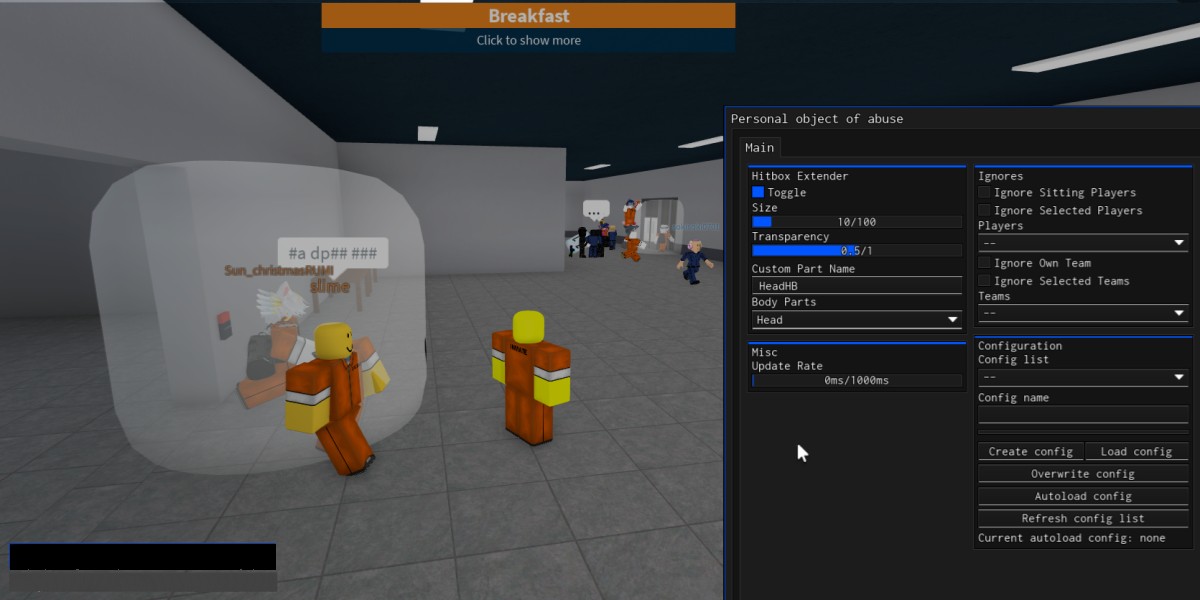 Breakfast
Click to show more
#a dp## ###
Sun_christmasRUNI
slime
...
Personal object of abuse
Main
Hitbox Extender
Toggle
Size
10/100
Transparency
0.5/1
Custom Part Name
HeadHB
Body Parts
Head
Misc
Update Rate
0ms/1000ms
Ignores
Ignore Sitting Players
Ignore Selected Players
Players
--
Ignore Own Team
Ignore Selected Teams
Teams
--
Configuration
Config list
--
Config name
Create config Load config
Overwrite config
Autoload config
Refresh config list
Current autoload config: none